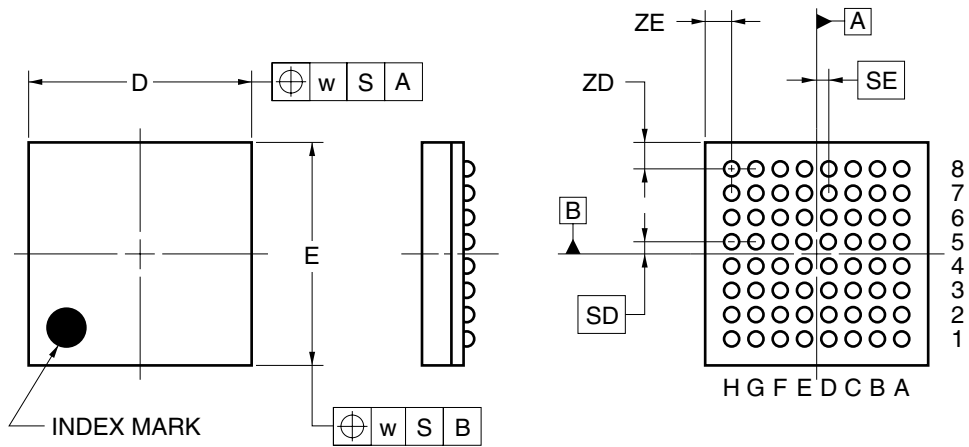 D
⌖ w S A
E
INDEX MARK
⌖ w S B
ZE
A
ZD
SE
B
SD
8
7
6
5
4
3
2
1
H G F E D C B A